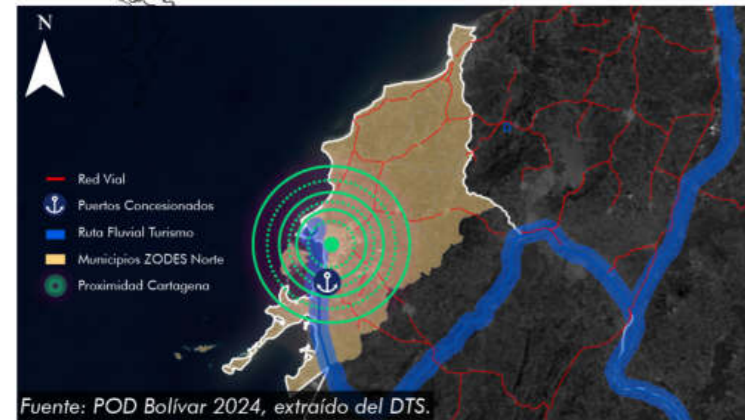 N
Red Vial
Puertos Concesionados
Ruta Fluvial Turismo
Municipios ZODES Norte
Proximidad Cartagena
Fuente: POD Bolívar 2024, extraído del DTS.